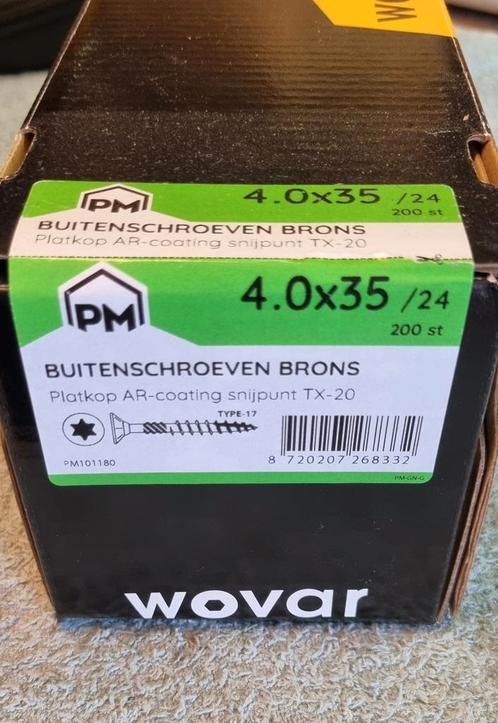 WO
PM
4.0x35 /24
200 st
BUITENSCHROEVEN BRONS
Platkop AR-coating snijpunt TX-20
PM
4.0x35 /24
200 st
BUITENSCHROEVEN BRONS
Platkop AR-coating snijpunt TX-20
TYPE-17
PM101180
8 720207 268332
PM-GN-G
wovar